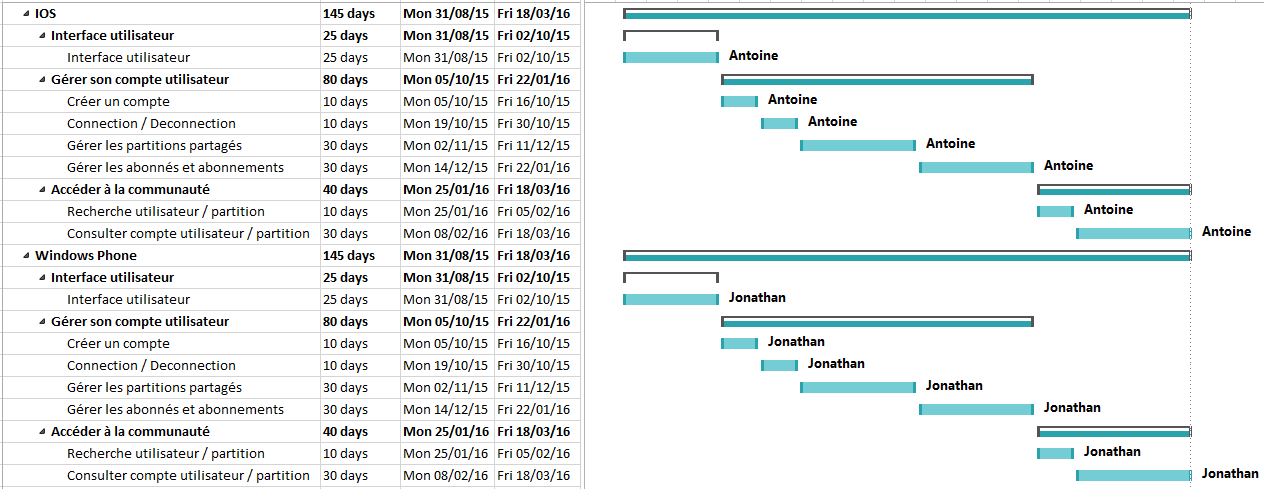 IOS 145 days Mon 31/08/15 Fri 18/03/16
Interface utilisateur 25 days Mon 31/08/15 Fri 02/10/15
Interface utilisateur 25 days Mon 31/08/15 Fri 02/10/15 Antoine
Gérer son compte utilisateur 80 days Mon 05/10/15 Fri 22/01/16
Créer un compte 10 days Mon 05/10/15 Fri 16/10/15 Antoine
Connection / Deconnection 10 days Mon 19/10/15 Fri 30/10/15 Antoine
Gérer les partitions partagés 30 days Mon 02/11/15 Fri 11/12/15 Antoine
Gérer les abonnés et abonnements 30 days Mon 14/12/15 Fri 22/01/16 Antoine
Accéder à la communauté 40 days Mon 25/01/16 Fri 18/03/16
Recherche utilisateur / partition 10 days Mon 25/01/16 Fri 05/02/16 Antoine
Consulter compte utilisateur / partition 30 days Mon 08/02/16 Fri 18/03/16 Antoine
Windows Phone 145 days Mon 31/08/15 Fri 18/03/16
Interface utilisateur 25 days Mon 31/08/15 Fri 02/10/15
Interface utilisateur 25 days Mon 31/08/15 Fri 02/10/15 Jonathan
Gérer son compte utilisateur 80 days Mon 05/10/15 Fri 22/01/16
Créer un compte 10 days Mon 05/10/15 Fri 16/10/15 Jonathan
Connection / Deconnection 10 days Mon 19/10/15 Fri 30/10/15 Jonathan
Gérer les partitions partagés 30 days Mon 02/11/15 Fri 11/12/15 Jonathan
Gérer les abonnés et abonnements 30 days Mon 14/12/15 Fri 22/01/16 Jonathan
Accéder à la communauté 40 days Mon 25/01/16 Fri 18/03/16
Recherche utilisateur / partition 10 days Mon 25/01/16 Fri 05/02/16 Jonathan
Consulter compte utilisateur / partition 30 days Mon 08/02/16 Fri 18/03/16 Jonathan